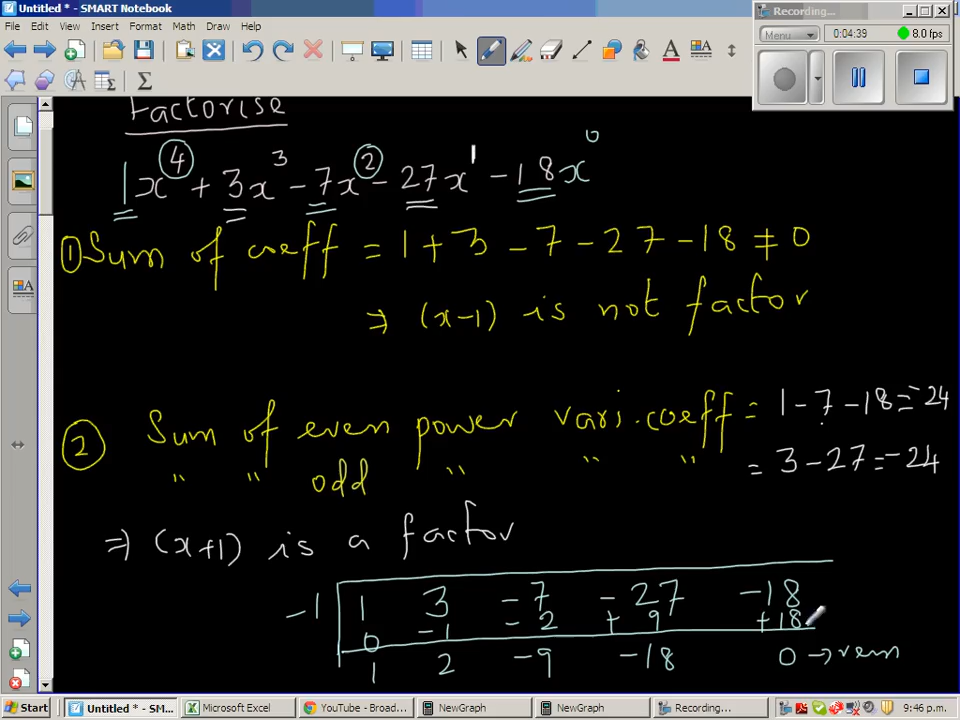 Untitled * - SMART Notebook
Recording...
File Edit View Insert Format Math Tools Draw Help
Menu 0:04:39 8.0 fps
Factorise
1x⁴ + 3x³ - 7x² - 27x¹ - 18x⁰
① Sum of coeff = 1 + 3 - 7 - 27 - 18 ≠ 0
⇒ (x-1) is not factor
② Sum of even power vari. coeff = 1 - 7 - 18 = -24
" " odd " " " = 3 - 27 = -24
⇒ (x+1) is a factor
-1 1 3 -7 -27 -18
0 -1 -2 +9 +18
1 2 -9 -18 0 → rem
Start Untitled * - ... Microsoft Excel YouTube - Broad... NewGraph NewGraph Recording... 9:46 p.m.